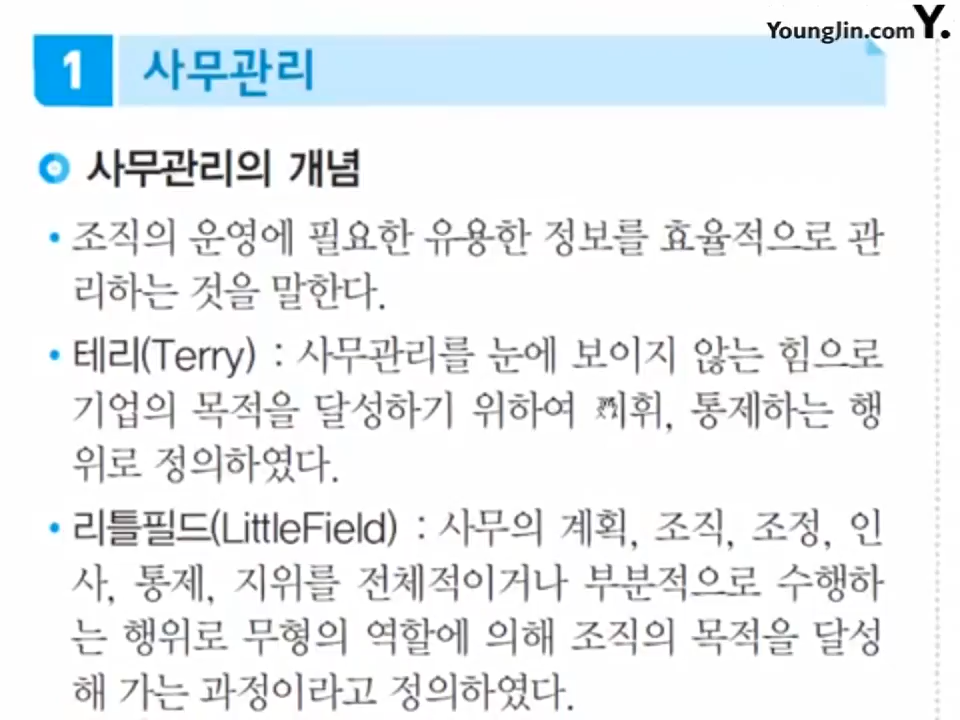 YoungJin.com Y.
1 사무관리
사무관리의 개념
• 조직의 운영에 필요한 유용한 정보를 효율적으로 관
리하는 것을 말한다.
• 테리(Terry) : 사무관리를 눈에 보이지 않는 힘으로
기업의 목적을 달성하기 위하여 지휘, 통제하는 행
위로 정의하였다.
• 리틀필드(LittleField) : 사무의 계획, 조직, 조정, 인
사, 통제, 지위를 전체적이거나 부분적으로 수행하
는 행위로 무형의 역할에 의해 조직의 목적을 달성
해 가는 과정이라고 정의하였다.